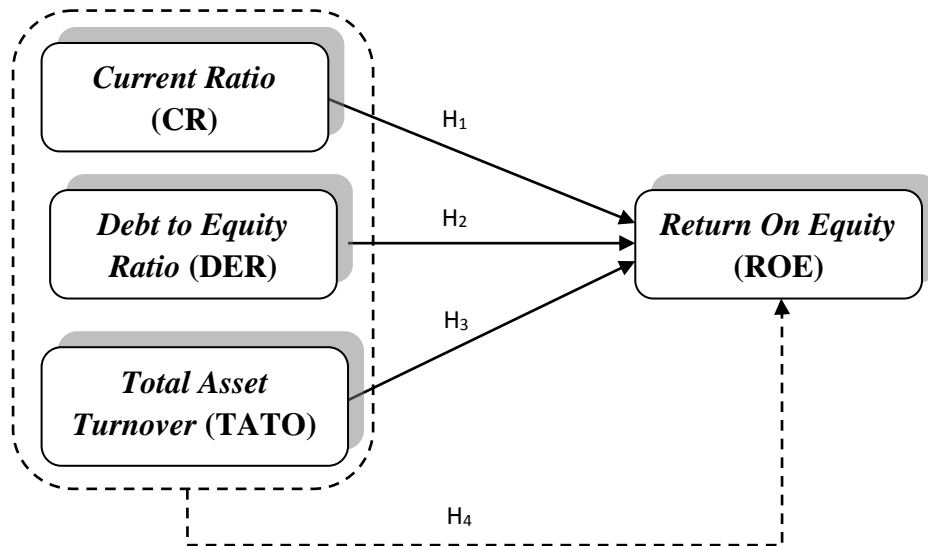 Current Ratio
(CR)
H₁
Debt to Equity
Ratio (DER)
H₂
Return On Equity
(ROE)
H₃
Total Asset
Turnover (TATO)
H₄